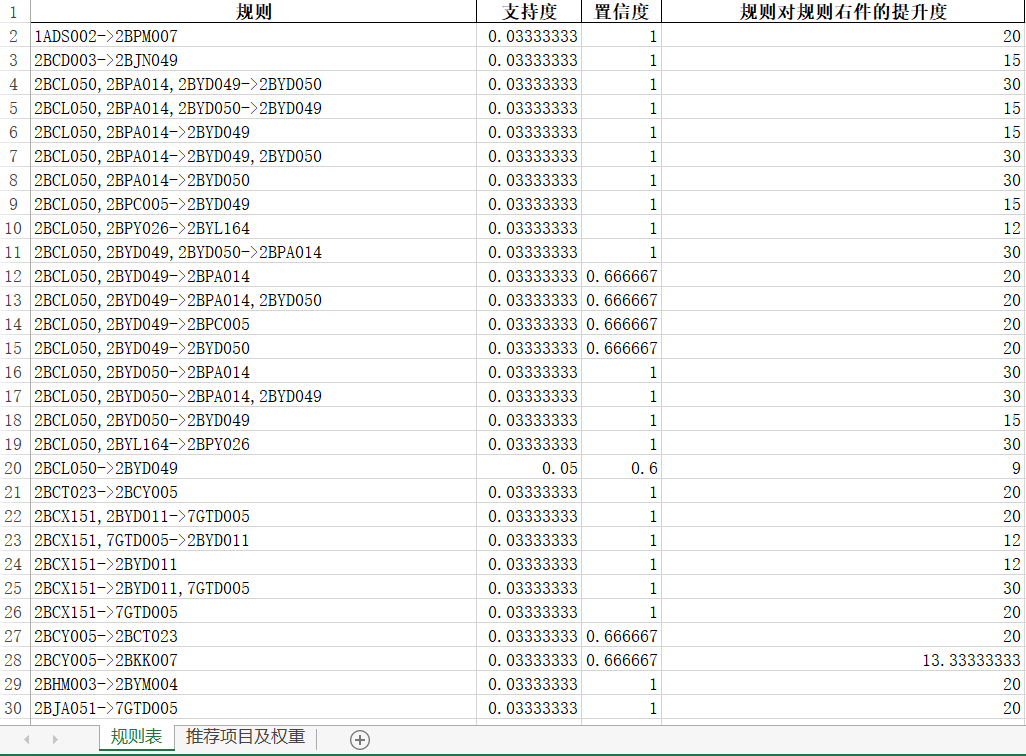 1 规则 支持度 置信度 规则对规则右件的提升度
2 1ADS002->2BPM007 0.03333333 1 20
3 2BCD003->2BJN049 0.03333333 1 15
4 2BCL050,2BPA014,2BYD049->2BYD050 0.03333333 1 30
5 2BCL050,2BPA014,2BYD050->2BYD049 0.03333333 1 15
6 2BCL050,2BPA014->2BYD049 0.03333333 1 15
7 2BCL050,2BPA014->2BYD049,2BYD050 0.03333333 1 30
8 2BCL050,2BPA014->2BYD050 0.03333333 1 30
9 2BCL050,2BPC005->2BYD049 0.03333333 1 15
10 2BCL050,2BPY026->2BYL164 0.03333333 1 12
11 2BCL050,2BYD049,2BYD050->2BPA014 0.03333333 1 30
12 2BCL050,2BYD049->2BPA014 0.03333333 0.666667 20
13 2BCL050,2BYD049->2BPA014,2BYD050 0.03333333 0.666667 20
14 2BCL050,2BYD049->2BPC005 0.03333333 0.666667 20
15 2BCL050,2BYD049->2BYD050 0.03333333 0.666667 20
16 2BCL050,2BYD050->2BPA014 0.03333333 1 30
17 2BCL050,2BYD050->2BPA014,2BYD049 0.03333333 1 30
18 2BCL050,2BYD050->2BYD049 0.03333333 1 15
19 2BCL050,2BYL164->2BPY026 0.03333333 1 30
20 2BCL050->2BYD049 0.05 0.6 9
21 2BCT023->2BCY005 0.03333333 1 20
22 2BCX151,2BYD011->7GTD005 0.03333333 1 20
23 2BCX151,7GTD005->2BYD011 0.03333333 1 12
24 2BCX151->2BYD011 0.03333333 1 12
25 2BCX151->2BYD011,7GTD005 0.03333333 1 30
26 2BCX151->7GTD005 0.03333333 1 20
27 2BCY005->2BCT023 0.03333333 0.666667 20
28 2BCY005->2BKK007 0.03333333 0.666667 13.33333333
29 2BHM003->2BYM004 0.03333333 1 20
30 2BJA051->7GTD005 0.03333333 1 20
规则表 推荐项目及权重